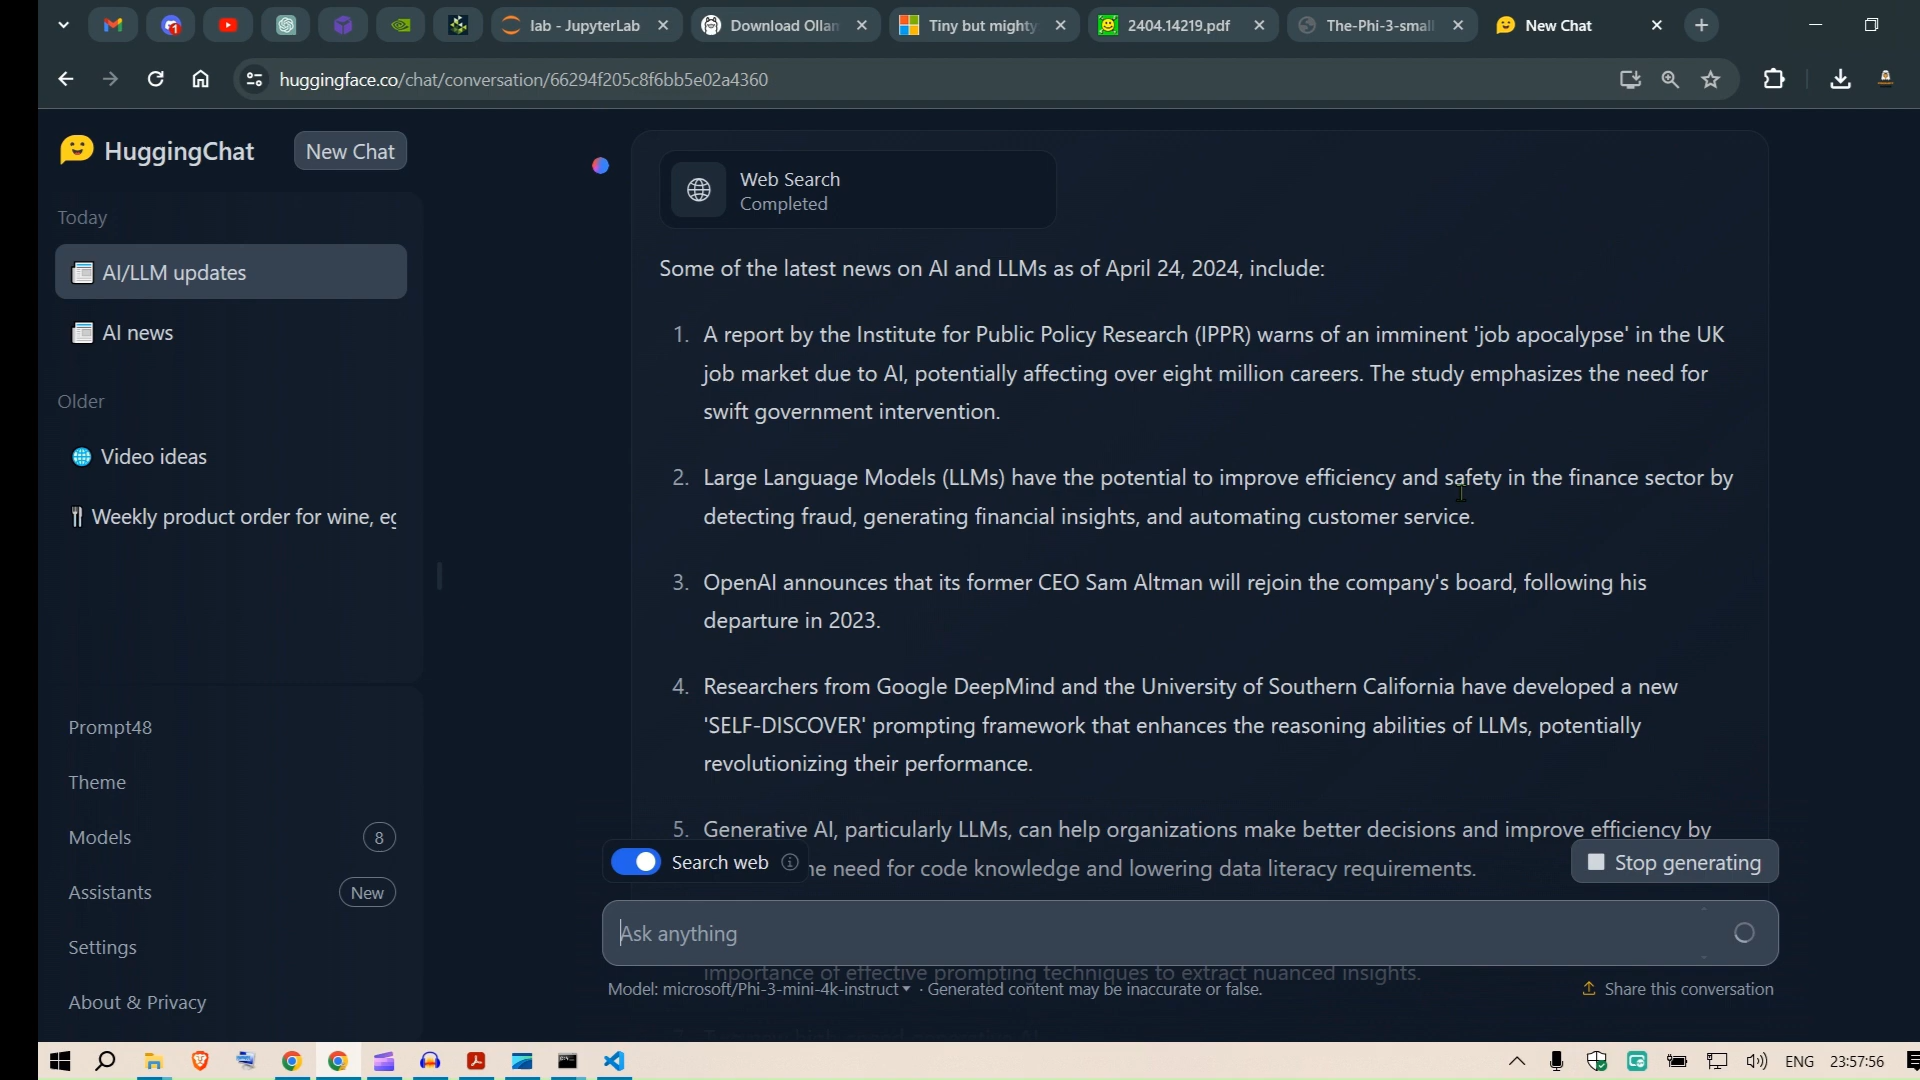 lab - JupyterLab
Download Ollan
Tiny but mighty
2404.14219.pdf
The-Phi-3-small
New Chat
huggingface.co/chat/conversation/66294f205c8f6bb5e02a4360
HuggingChat
New Chat
Today
AI/LLM updates
AI news
Older
Video ideas
Weekly product order for wine, eg
Prompt48
Theme
Models 8
Assistants New
Settings
About & Privacy
Web Search
Completed
Some of the latest news on AI and LLMs as of April 24, 2024, include:
1. A report by the Institute for Public Policy Research (IPPR) warns of an imminent 'job apocalypse' in the UK
job market due to AI, potentially affecting over eight million careers. The study emphasizes the need for
swift government intervention.
2. Large Language Models (LLMs) have the potential to improve efficiency and safety in the finance sector by
detecting fraud, generating financial insights, and automating customer service.
3. OpenAI announces that its former CEO Sam Altman will rejoin the company's board, following his
departure in 2023.
4. Researchers from Google DeepMind and the University of Southern California have developed a new
'SELF-DISCOVER' prompting framework that enhances the reasoning abilities of LLMs, potentially
revolutionizing their performance.
5. Generative AI, particularly LLMs, can help organizations make better decisions and improve efficiency by
need for code knowledge and lowering data literacy requirements.
Search web
Stop generating
Ask anything
importance of effective prompting techniques to extract nuanced insights.
Model: microsoft/Phi-3-mini-4k-instruct · Generated content may be inaccurate or false.
Share this conversation
ENG 23:57:56